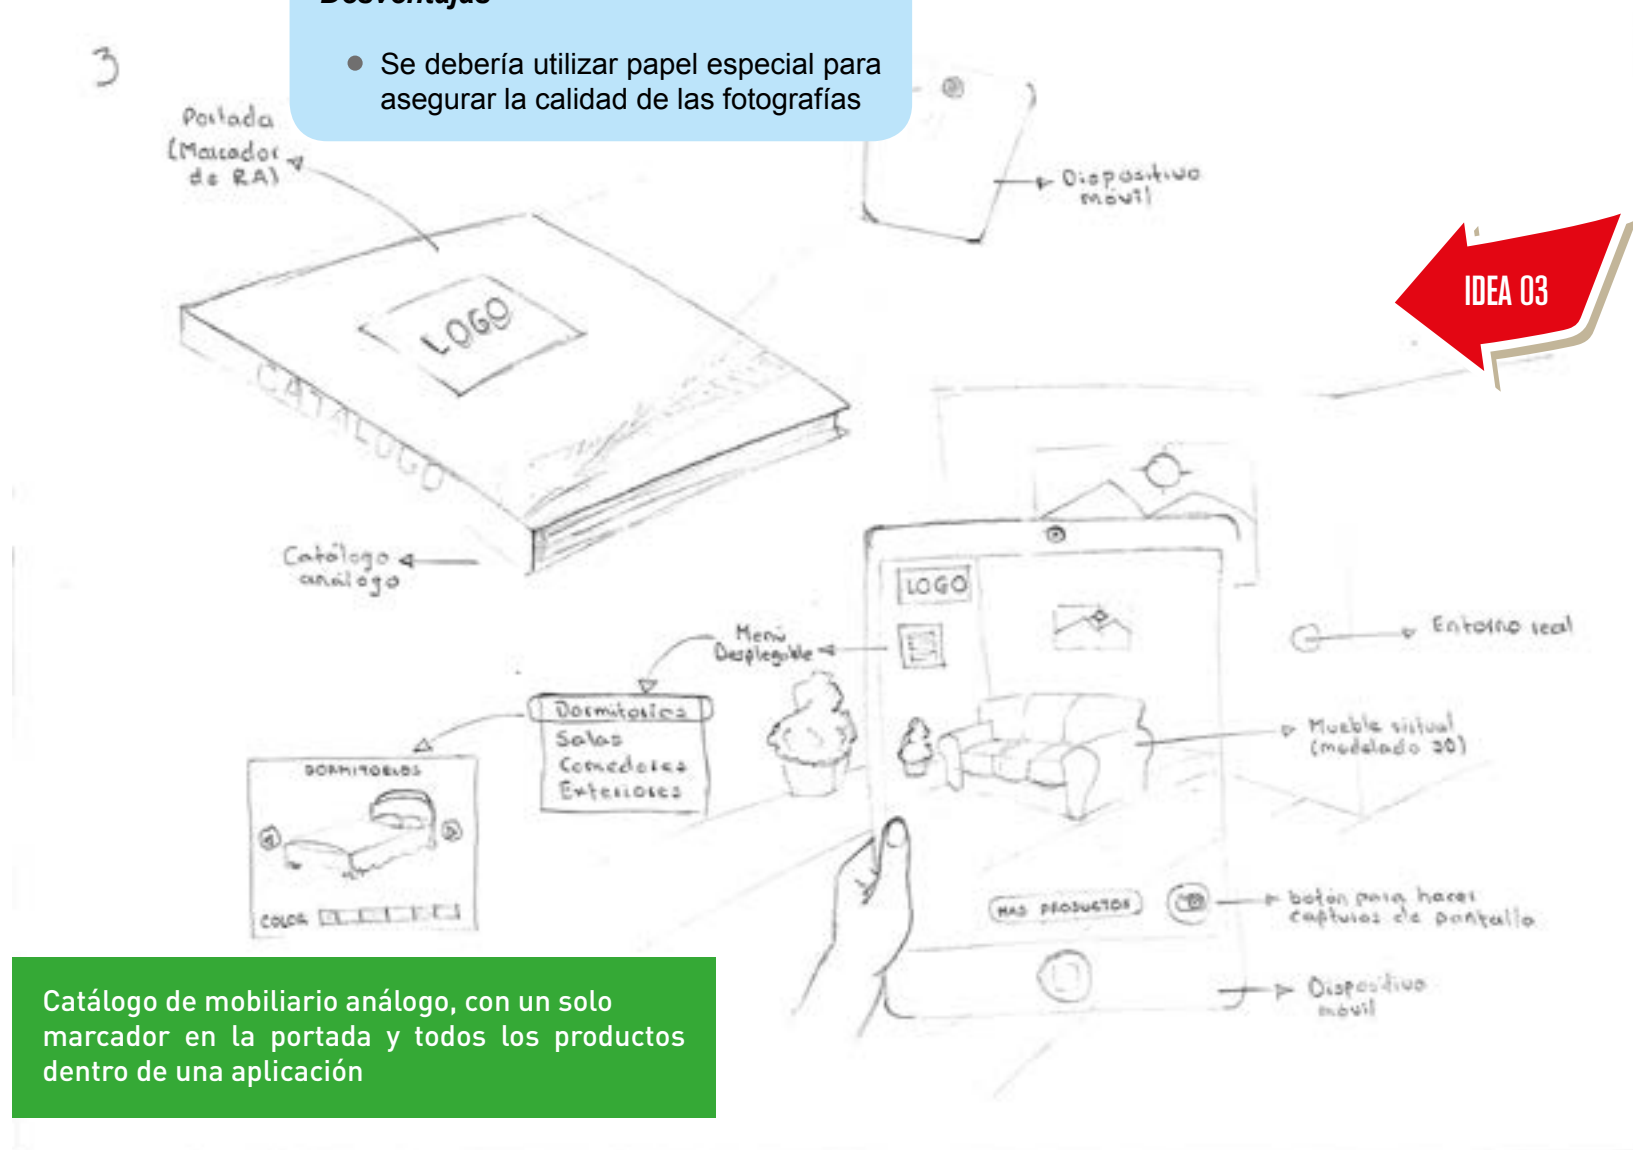 Desventajas
Se debería utilizar papel especial para
asegurar la calidad de las fotografías
3
Portada
(Marcador
de RA)
Dispositivo
móvil
IDEA 03
LOGO
CATÁLOGO
Catálogo
análogo
LOGO
Menú
Desplegable
Entorno real
Dormitorios
Salas
Comedores
Exteriores
Mueble virtual
(modelado 3D)
DORMITORIOS
COLOR
MAS PRODUCTOS
botón para hacer
capturas de pantalla
Dispositivo
móvil
Catálogo de mobiliario análogo, con un solo
marcador en la portada y todos los productos
dentro de una aplicación